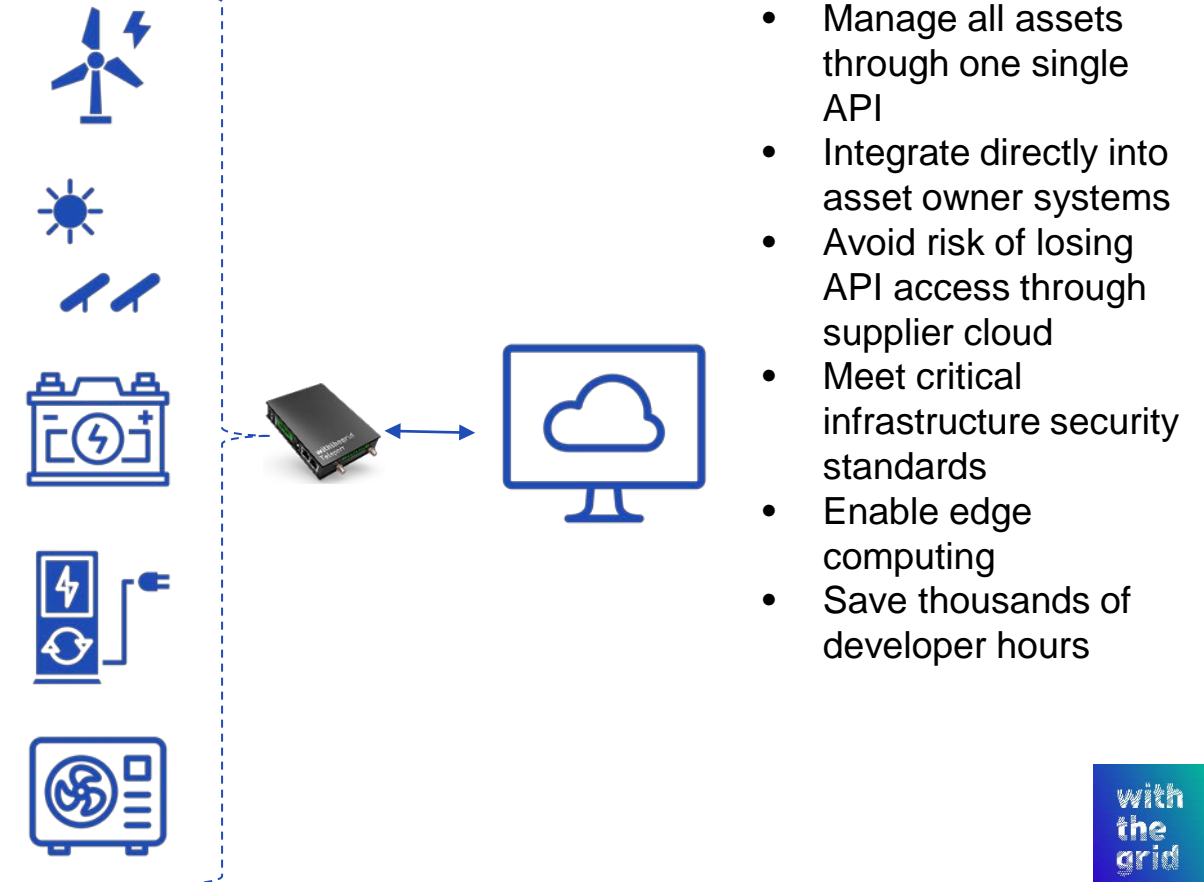 • Manage all assets
through one single
API
• Integrate directly into
asset owner systems
• Avoid risk of losing
API access through
supplier cloud
• Meet critical
infrastructure security
standards
• Enable edge
computing
• Save thousands of
developer hours
withthegrid
Teleport
with
the
grid